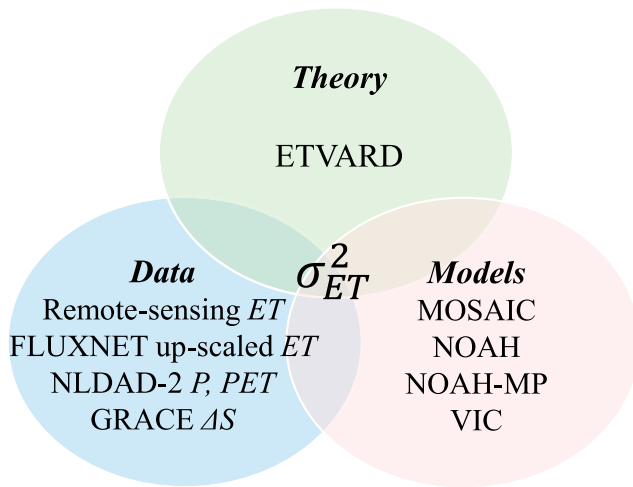 Theory
ETVARD
σ²_ET
Data
Remote-sensing ET
FLUXNET up-scaled ET
NLDAD-2 P, PET
GRACE ΔS
Models
MOSAIC
NOAH
NOAH-MP
VIC